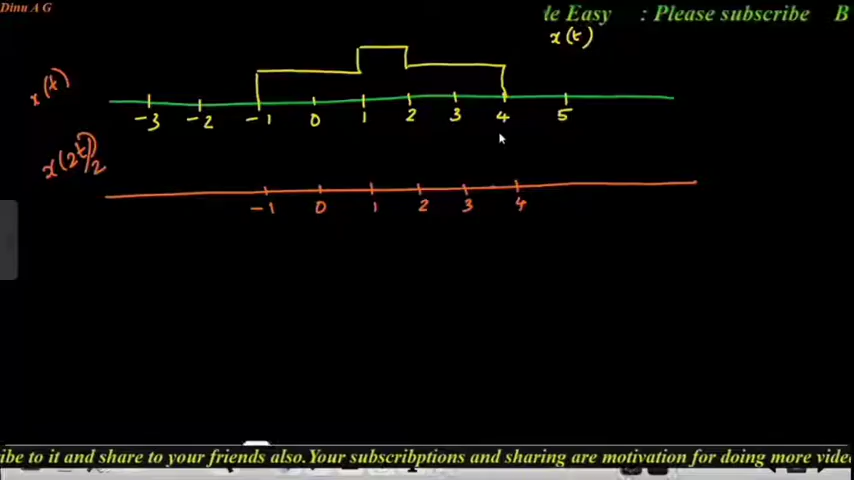 Dinu A G
le Easy : Please subscribe B
x(t)
x(t)
-3 -2 -1 0 1 2 3 4 5
x(2t)/2
-1 0 1 2 3 4
ibe to it and share to your friends also.Your subscribptions and sharing are motivation for doing more vide